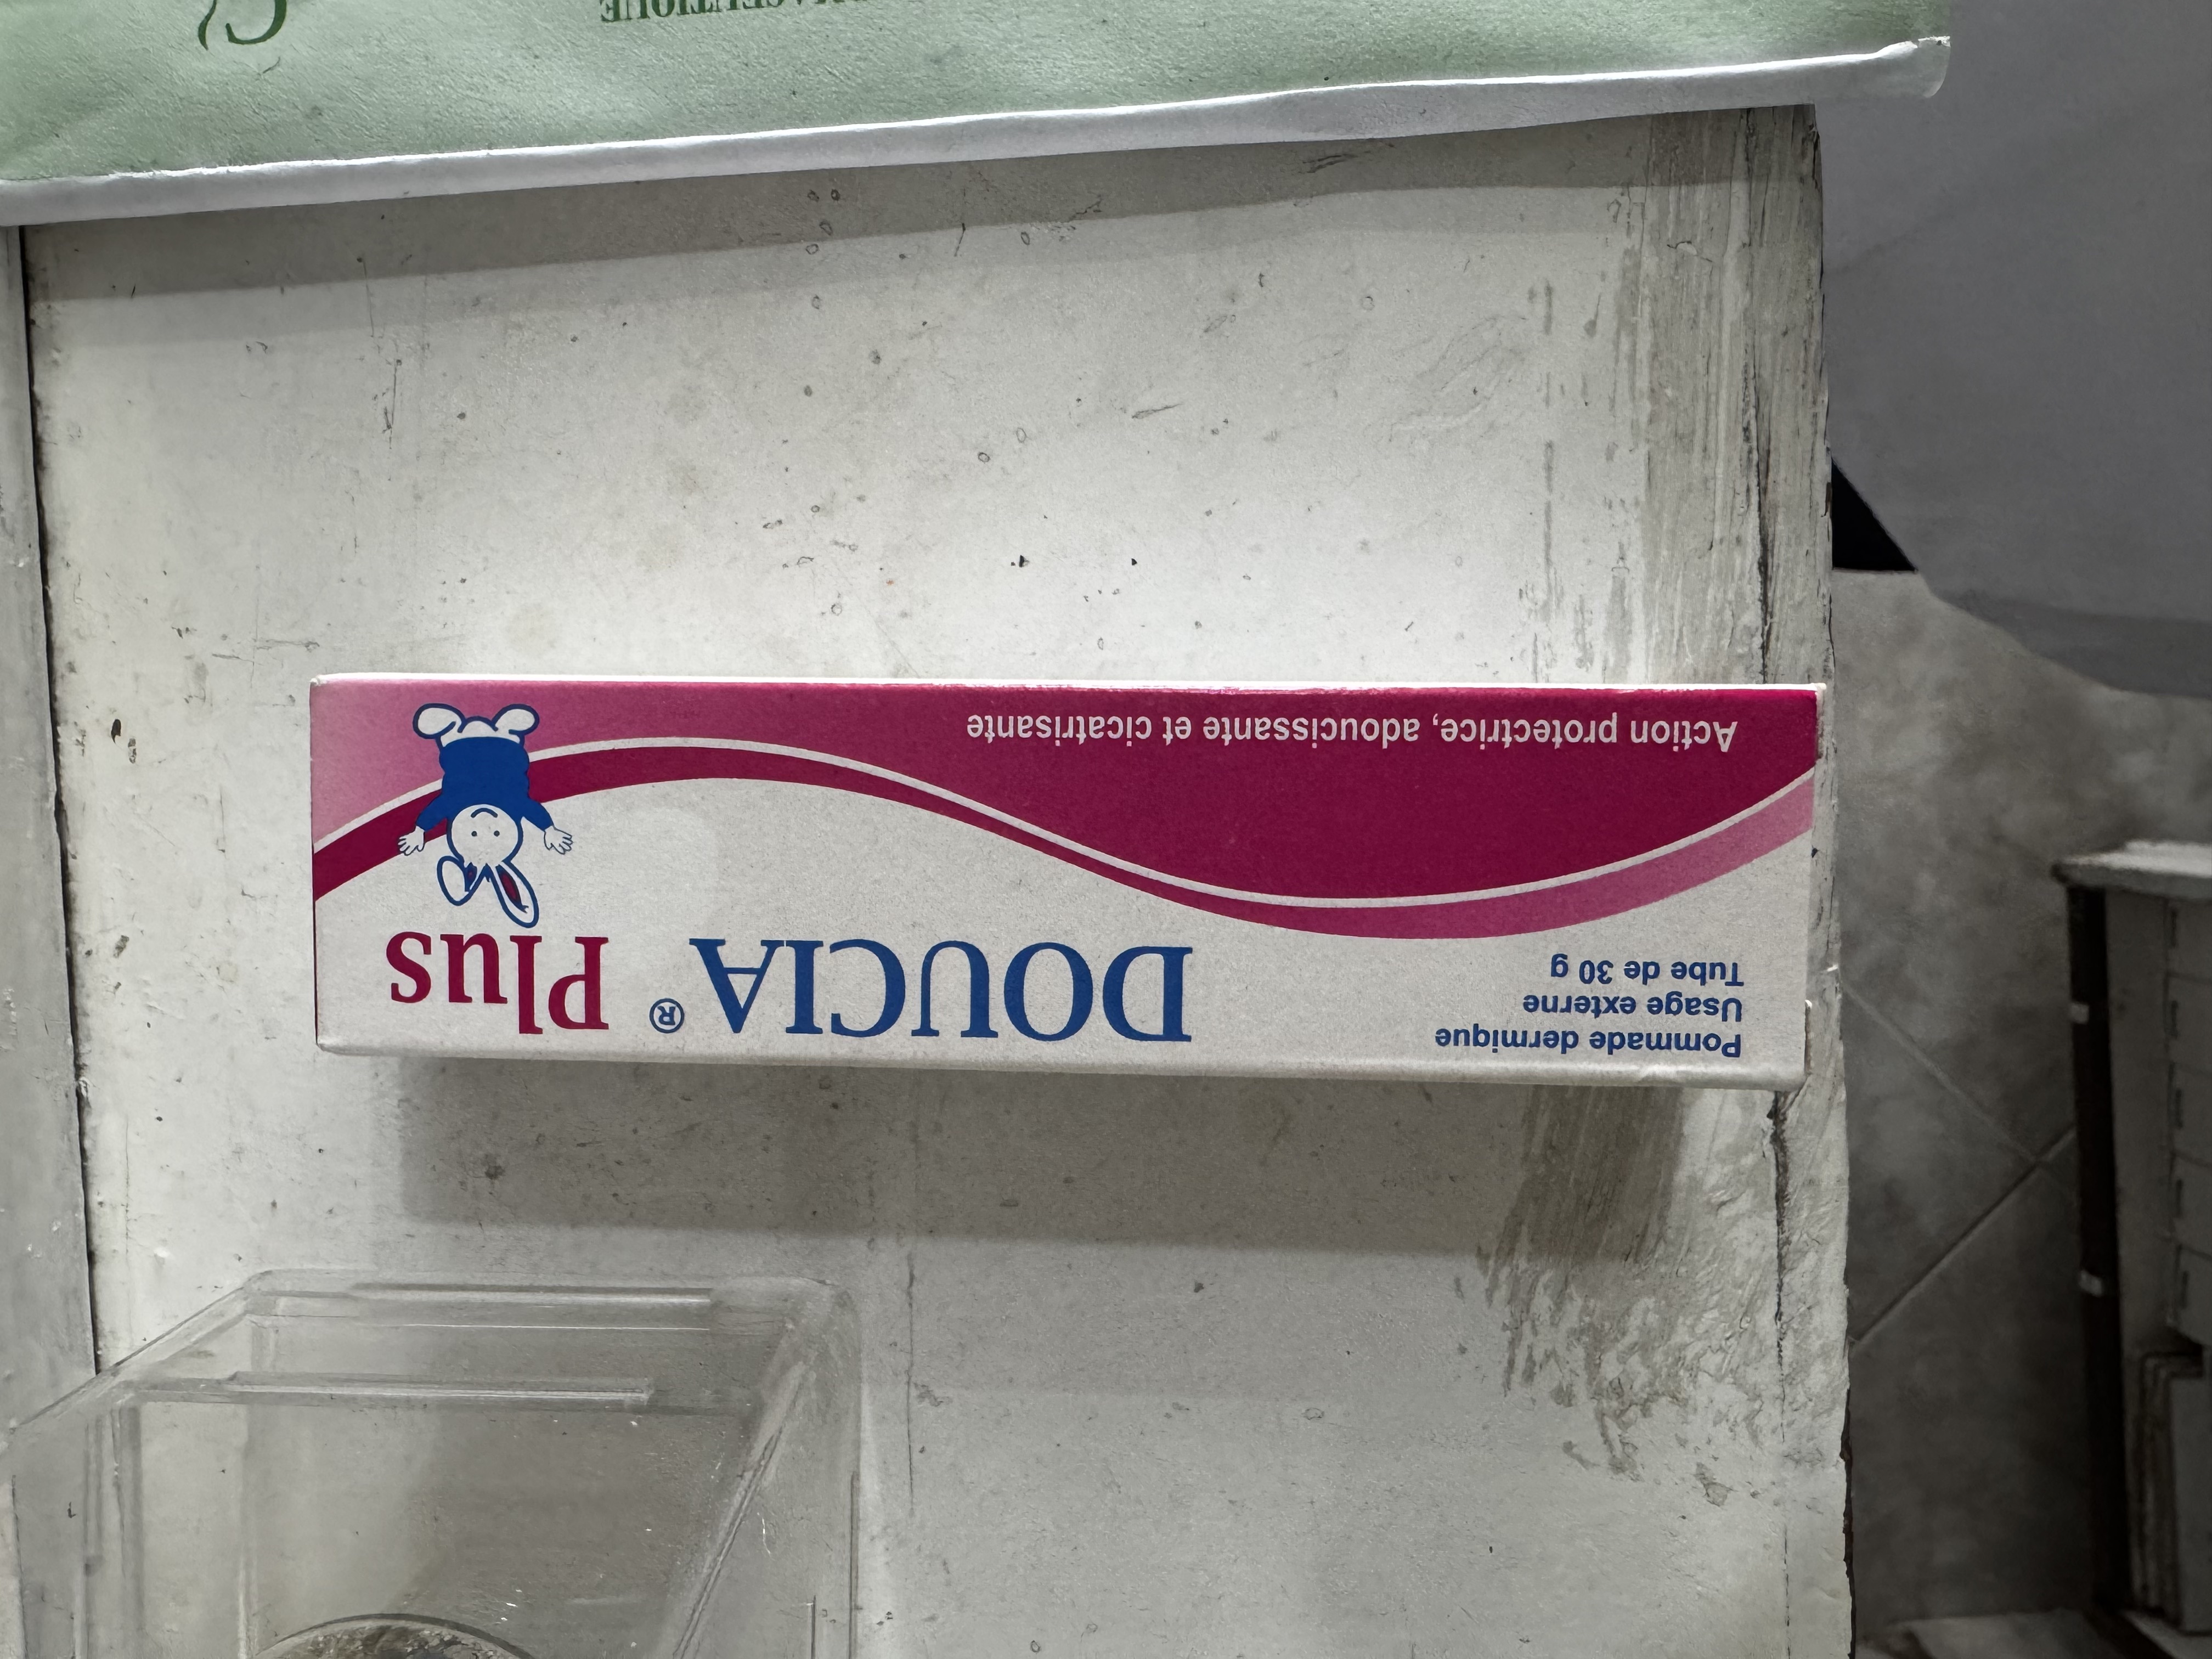 Pommade dermique
Usage externe
Tube de 30 g
DOUCIA® Plus
Action protectrice, adoucissante et cicatrisante